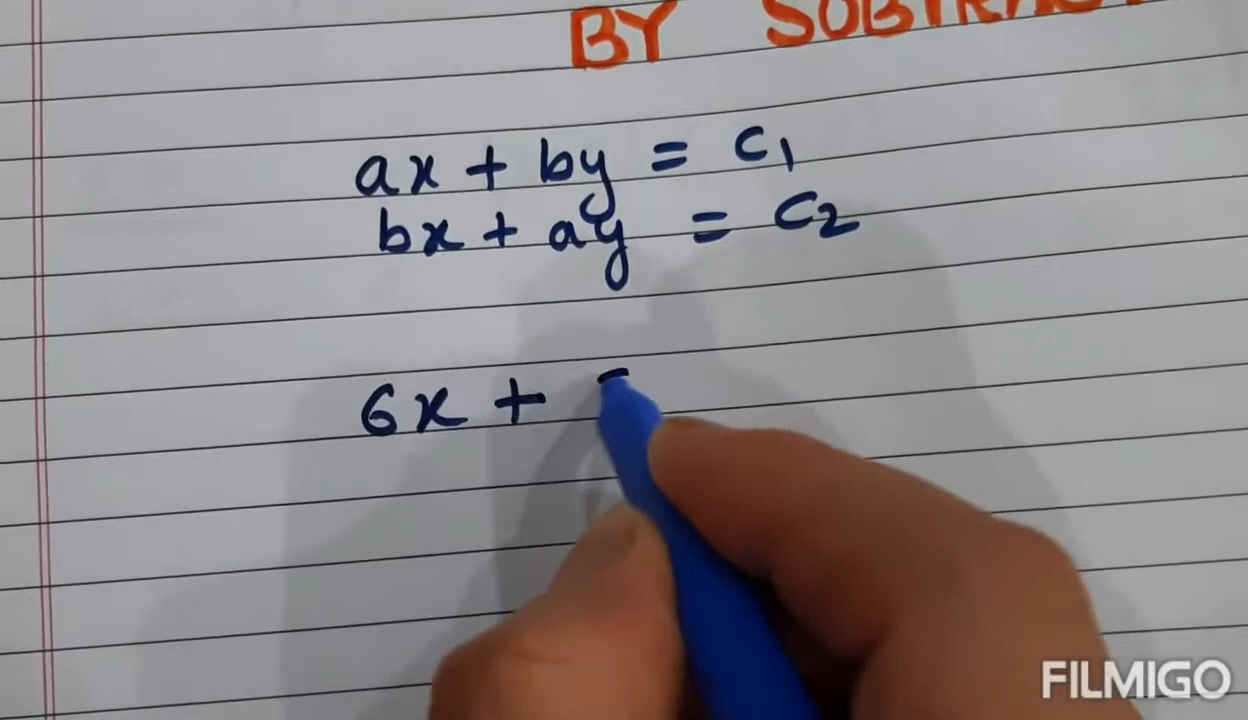 BY
ax + by = c1
bx + ay = c2
6x +
FILMIGO